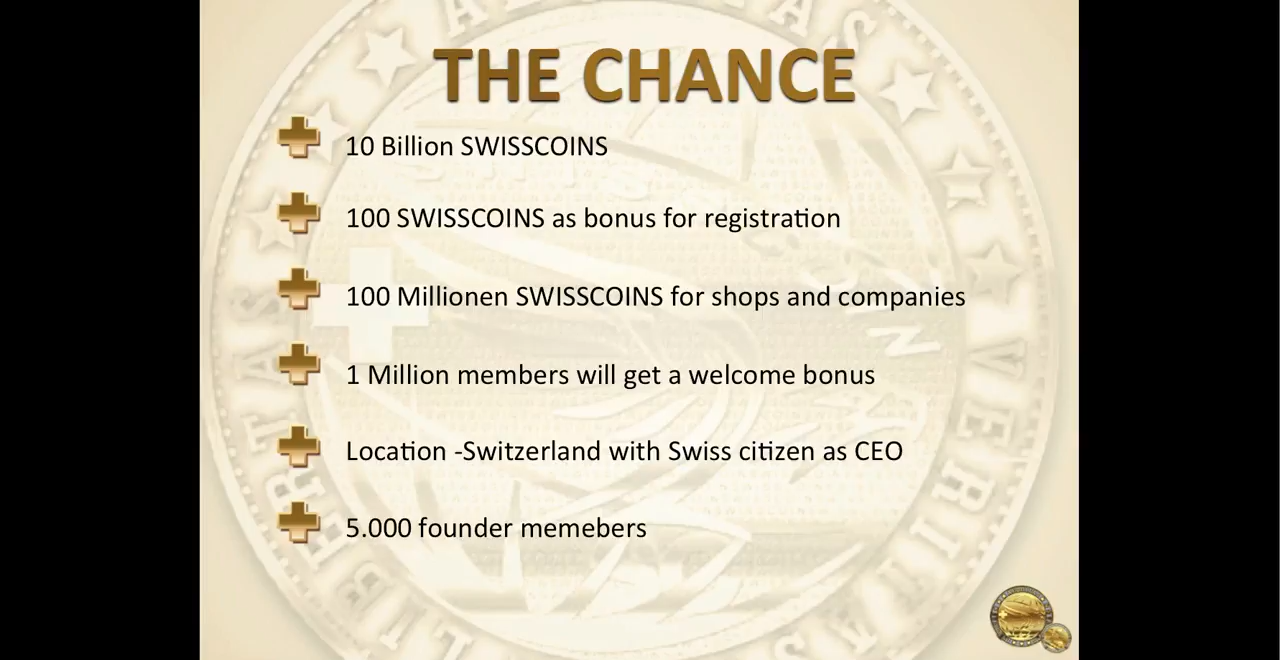 THE CHANCE
10 Billion SWISSCOINS
100 SWISSCOINS as bonus for registration
100 Millionen SWISSCOINS for shops and companies
1 Million members will get a welcome bonus
Location -Switzerland with Swiss citizen as CEO
5.000 founder memebers